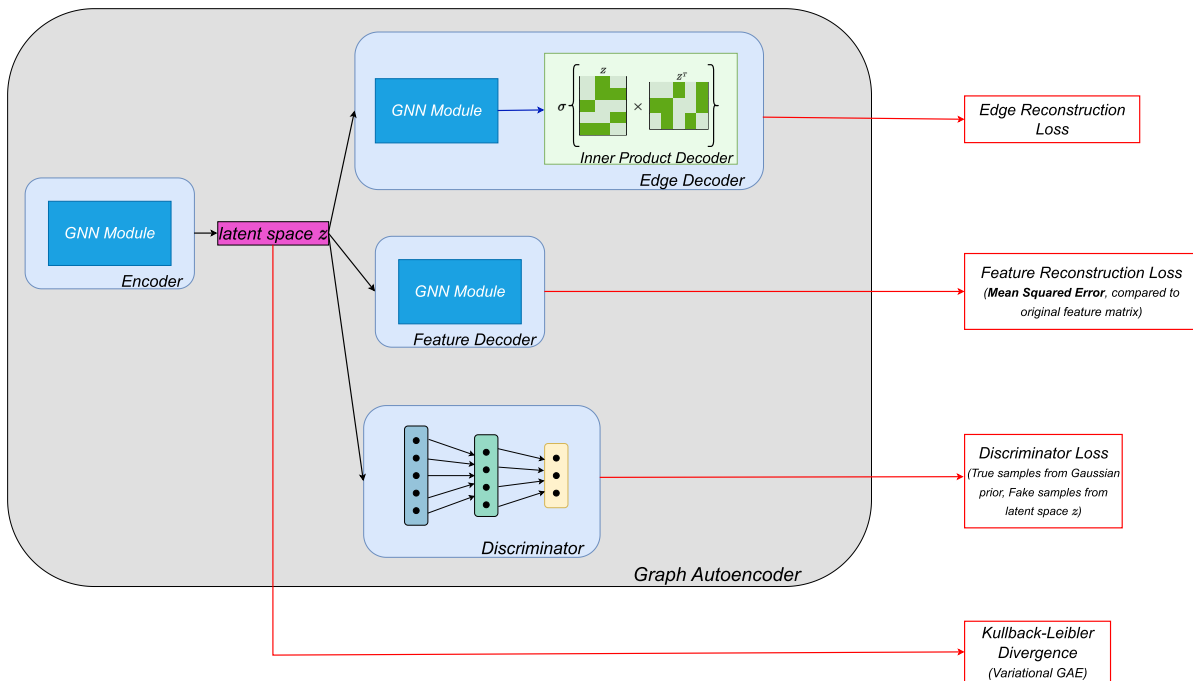 GNN Module
z
z^T
σ
×
Inner Product Decoder
Edge Decoder
Edge Reconstruction
Loss
GNN Module
Encoder
latent space z
GNN Module
Feature Decoder
Feature Reconstruction Loss
(Mean Squared Error, compared to
original feature matrix)
Discriminator
Discriminator Loss
(True samples from Gaussian
prior, Fake samples from
latent space z)
Graph Autoencoder
Kullback-Leibler
Divergence
(Variational GAE)